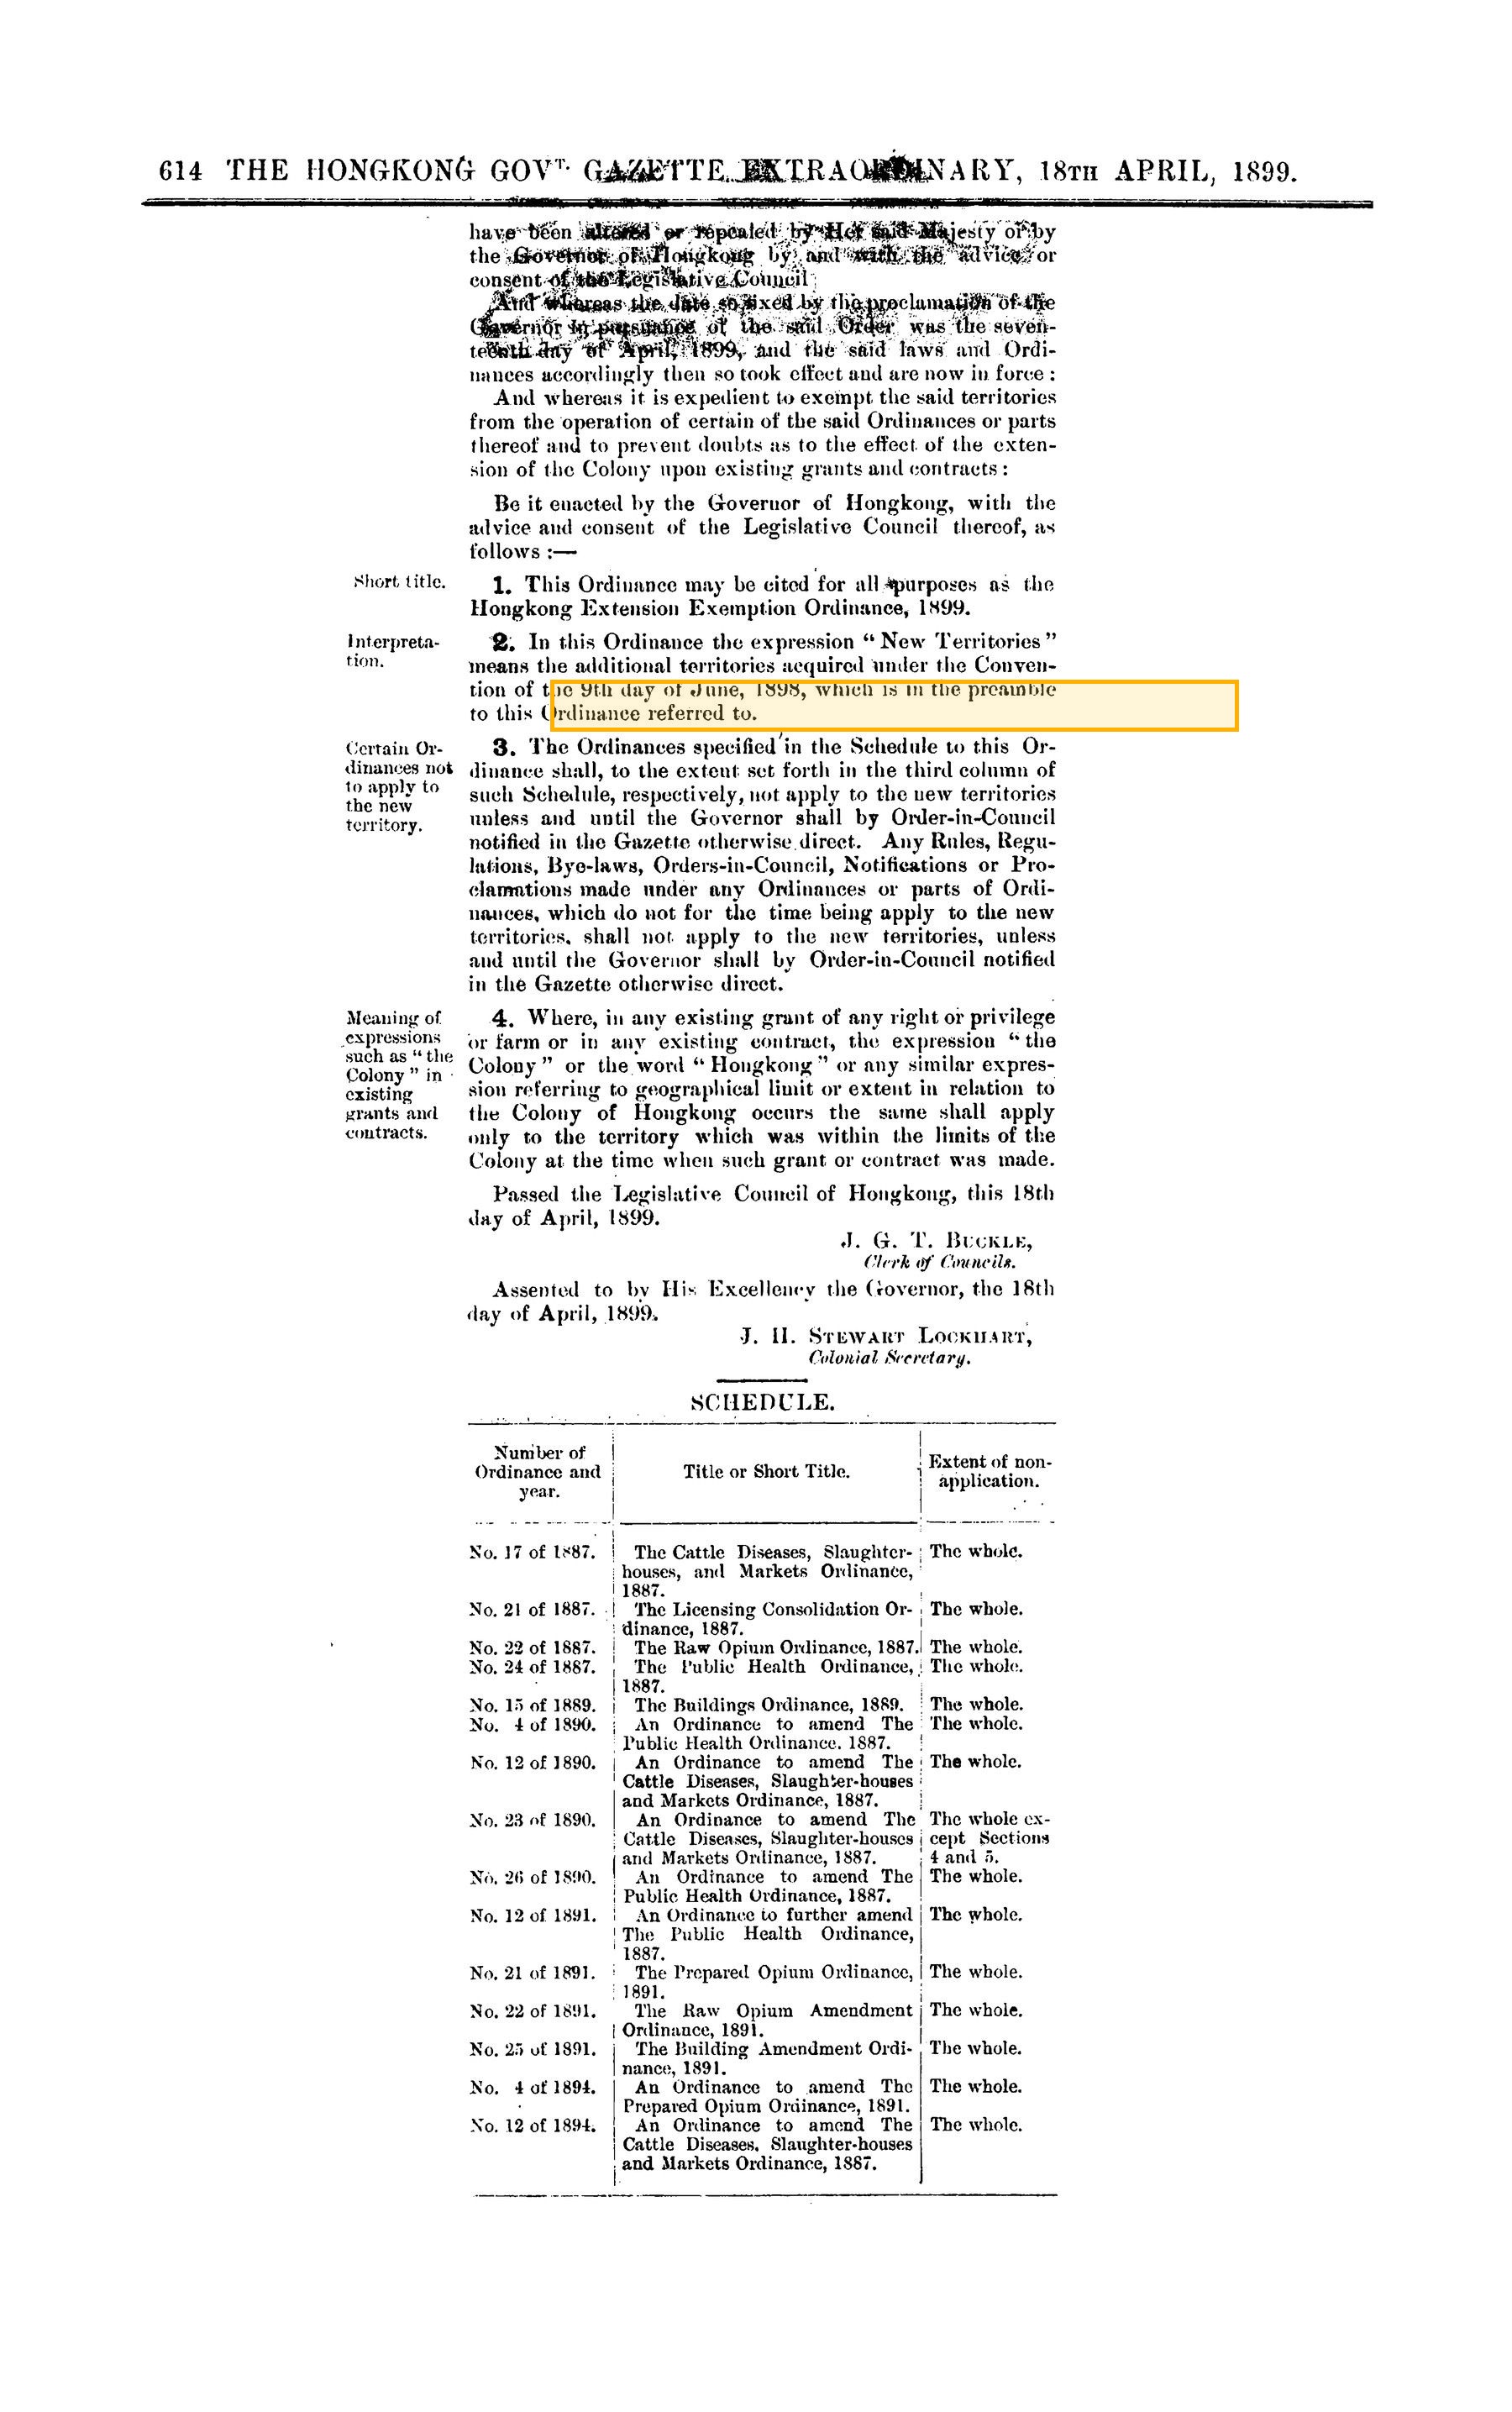 614 THE HONGKONG GOVT. GAZETTE EXTRAORDINARY, 18TH APRIL, 1899.
have been altered or repealed by Her said Majesty or by
the Governor of Hongkong by and with the advice or
consent of the Legislative Council;
And whereas the date so fixed by the proclamation of the
Governor in pursuance of the said Order was the seven-
teenth day of April, 1899, and the said laws and Ordi-
nances accordingly then so took effect and are now in force:
And whereas it is expedient to exempt the said territories
from the operation of certain of the said Ordinances or parts
thereof and to prevent doubts as to the effect of the exten-
sion of the Colony upon existing grants and contracts:
Be it enacted by the Governor of Hongkong, with the
advice and consent of the Legislative Council thereof, as
follows:—
Short title.
1. This Ordinance may be cited for all purposes as the
Hongkong Extension Exemption Ordinance, 1899.
Interpreta-
tion.
2. In this Ordinance the expression "New Territories"
means the additional territories acquired under the Conven-
tion of the 9th day of June, 1898, which is in the preamble
to this Ordinance referred to.
Certain Or-
dinances not
to apply to
the new
territory.
3. The Ordinances specified in the Schedule to this Or-
dinance shall, to the extent set forth in the third column of
such Schedule, respectively, not apply to the new territories
unless and until the Governor shall by Order-in-Council
notified in the Gazette otherwise direct. Any Rules, Regu-
lations, Bye-laws, Orders-in-Council, Notifications or Pro-
clamations made under any Ordinances or parts of Ordi-
nances, which do not for the time being apply to the new
territories, shall not apply to the new territories, unless
and until the Governor shall by Order-in-Council notified
in the Gazette otherwise direct.
Meaning of
expressions
such as "the
Colony" in
existing
grants and
contracts.
4. Where, in any existing grant of any right or privilege
or farm or in any existing contract, the expression "the
Colony" or the word "Hongkong" or any similar expres-
sion referring to geographical limit or extent in relation to
the Colony of Hongkong occurs the same shall apply
only to the territory which was within the limits of the
Colony at the time when such grant or contract was made.
Passed the Legislative Council of Hongkong, this 18th
day of April, 1899.
J. G. T. BUCKLE,
Clerk of Councils.
Assented to by His Excellency the Governor, the 18th
day of April, 1899.
J. H. STEWART LOCKHART,
Colonial Secretary.
SCHEDULE.
Number of
Ordinance and
year.
Title or Short Title.
Extent of non-
application.
No. 17 of 1887. The Cattle Diseases, Slaughter- The whole.
houses, and Markets Ordinance,
1887.
No. 21 of 1887. The Licensing Consolidation Or- The whole.
dinance, 1887.
No. 22 of 1887. The Raw Opium Ordinance, 1887. The whole.
No. 24 of 1887. The Public Health Ordinance, The whole.
1887.
No. 15 of 1889. The Buildings Ordinance, 1889. The whole.
No. 4 of 1890. An Ordinance to amend The The whole.
Public Health Ordinance. 1887.
No. 12 of 1890. An Ordinance to amend The The whole.
Cattle Diseases, Slaughter-houses
and Markets Ordinance, 1887.
No. 23 of 1890. An Ordinance to amend The The whole ex-
Cattle Diseases, Slaughter-houses cept Sections
and Markets Ordinance, 1887. 4 and 5.
No. 26 of 1890. An Ordinance to amend The The whole.
Public Health Ordinance, 1887.
No. 12 of 1891. An Ordinance to further amend The whole.
The Public Health Ordinance,
1887.
No. 21 of 1891. The Prepared Opium Ordinance, The whole.
1891.
No. 22 of 1891. The Raw Opium Amendment The whole.
Ordinance, 1891.
No. 25 of 1891. The Building Amendment Ordi- The whole.
nance, 1891.
No. 4 of 1894. An Ordinance to amend The The whole.
Prepared Opium Ordinance, 1891.
No. 12 of 1894. An Ordinance to amend The The whole.
Cattle Diseases, Slaughter-houses
and Markets Ordinance, 1887.